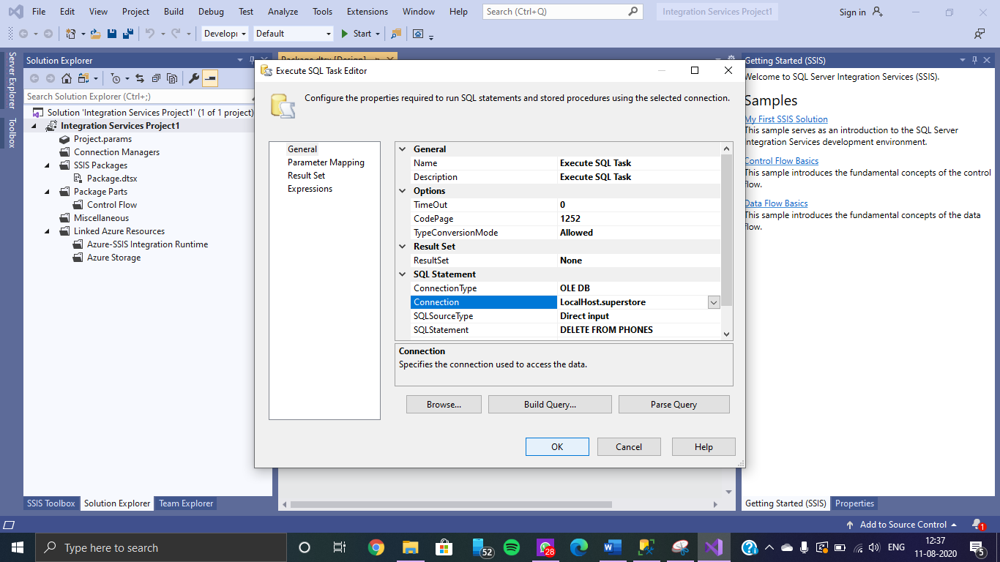 File Edit View Project Build Debug Test Analyze Tools Extensions Window Help Search (Ctrl+Q) Integration Services Project1 Sign in
Default Start
Server Explorer
Toolbox
Solution Explorer
Search Solution Explorer (Ctrl+;)
Solution 'Integration Services Project1' (1 of 1 project)
Integration Services Project1
Project.params
Connection Managers
SSIS Packages
Package.dtsx
Package Parts
Control Flow
Miscellaneous
Linked Azure Resources
Azure-SSIS Integration Runtime
Azure Storage
SSIS Toolbox Solution Explorer Team Explorer
Package.dtsx [Design]
Execute SQL Task Editor
Configure the properties required to run SQL statements and stored procedures using the selected connection.
General
Parameter Mapping
Result Set
Expressions
General
Name Execute SQL Task
Description Execute SQL Task
Options
TimeOut 0
CodePage 1252
TypeConversionMode Allowed
Result Set
ResultSet None
SQL Statement
ConnectionType OLE DB
Connection LocalHost.superstore
SQLSourceType Direct input
SQLStatement DELETE FROM PHONES
Connection
Specifies the connection used to access the data.
Browse... Build Query... Parse Query
OK Cancel Help
Getting Started (SSIS)
Welcome to SQL Server Integration Services (SSIS).
Samples
My First SSIS Solution
This sample serves as an introduction to the SQL Server
Integration Services development environment.
Control Flow Basics
This sample introduces the fundamental concepts of the control
flow.
Data Flow Basics
This sample introduces the fundamental concepts of the data
flow.
Getting Started (SSIS) Properties
Add to Source Control 1
Type here to search 52 28 ENG 12:37
11-08-2020 5